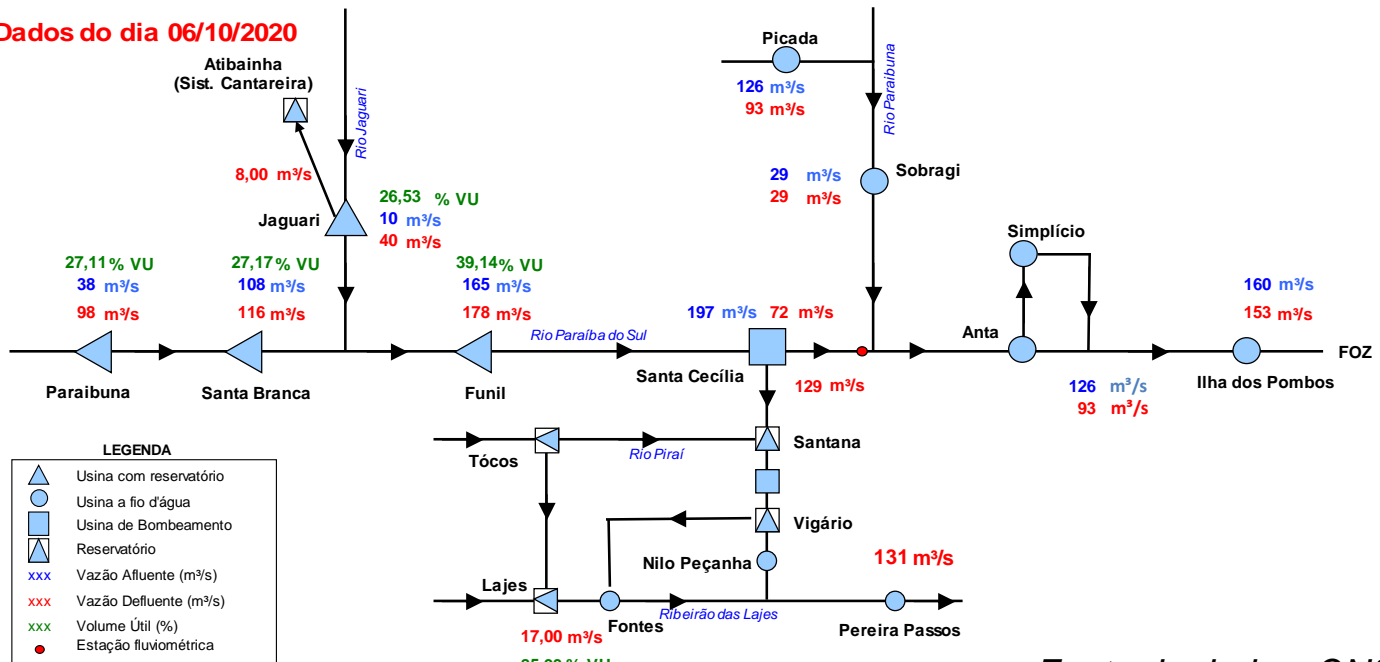 Dados do dia 06/10/2020
Atibainha
(Sist. Cantareira)
Rio Jaguari
8,00 m³/s
Jaguari
26,53 % VU
10 m³/s
40 m³/s
Picada
126 m³/s
93 m³/s
Rio Paraibuna
29 m³/s
29 m³/s
Sobragi
Simplício
27,11 % VU
38 m³/s
98 m³/s
Paraibuna
27,17 % VU
108 m³/s
116 m³/s
Santa Branca
39,14 % VU
165 m³/s
178 m³/s
Funil
Rio Paraíba do Sul
197 m³/s 72 m³/s
Santa Cecília
129 m³/s
Anta
126 m³/s
93 m³/s
160 m³/s
153 m³/s
Ilha dos Pombos
FOZ
Tócos
Rio Piraí
Santana
Vigário
Nilo Peçanha
131 m³/s
Lajes
Fontes
Ribeirão das Lajes
Pereira Passos
17,00 m³/s
% VU
LEGENDA
Usina com reservatório
Usina a fio d'água
Usina de Bombeamento
Reservatório
xxx Vazão Afluente (m³/s)
xxx Vazão Defluente (m³/s)
xxx Volume Útil (%)
Estação fluviométrica